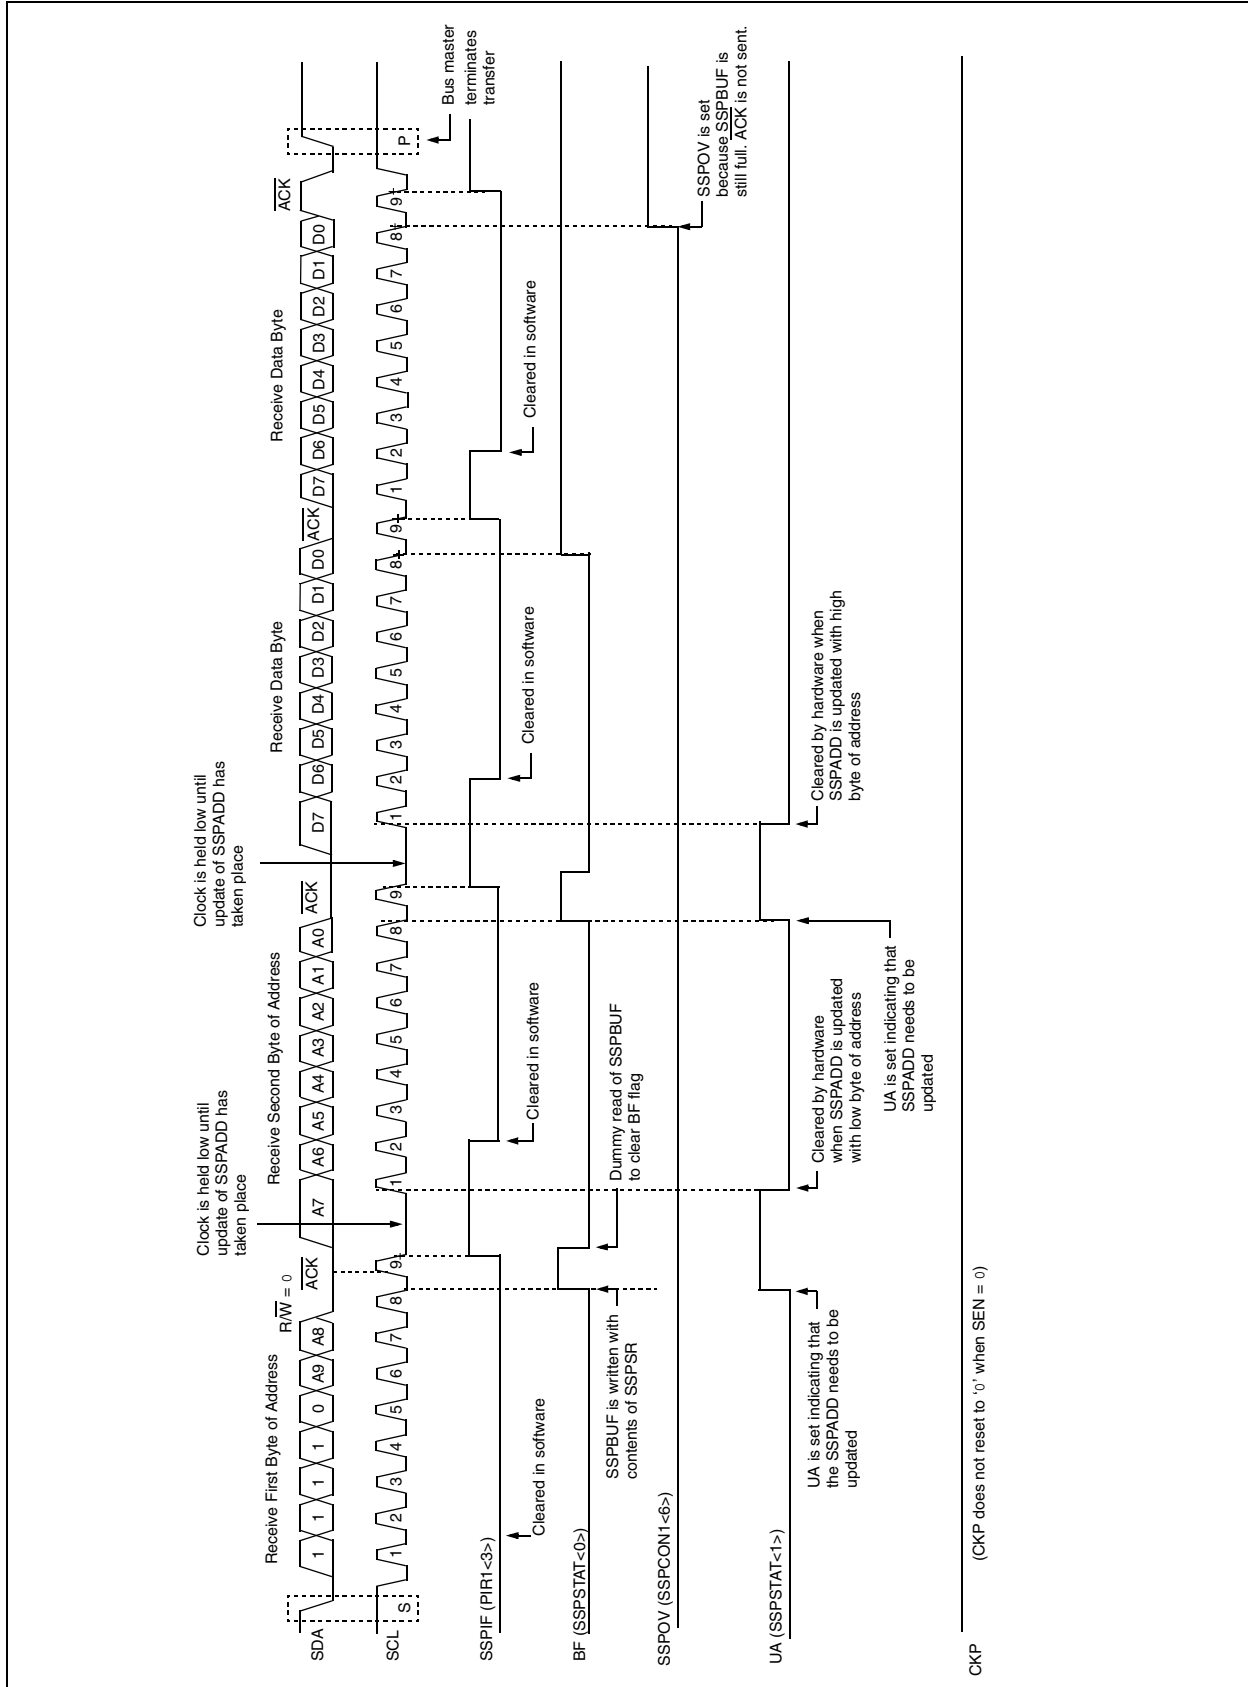 Receive First Byte of Address
R/W = 0
Receive Second Byte of Address
Receive Data Byte
Receive Data Byte
Clock is held low until
update of SSPADD has
taken place
Clock is held low until
update of SSPADD has
taken place
SDA
1 1 1 1 0 A9 A8 ACK
A7 A6 A5 A4 A3 A2 A1 A0 ACK
D7 D6 D5 D4 D3 D2 D1 D0 ACK
D7 D6 D5 D4 D3 D2 D1 D0 ACK
SCL
S
1 2 3 4 5 6 7 8 9
1 2 3 4 5 6 7 8 9
1 2 3 4 5 6 7 8 9
1 2 3 4 5 6 7 8 9
P
Bus master
terminates
transfer
SSPIF (PIR1<3>)
Cleared in software
Cleared in software
Cleared in software
Cleared in software
BF (SSPSTAT<0>)
SSPBUF is written with
contents of SSPSR
Dummy read of SSPBUF
to clear BF flag
SSPOV (SSPCON1<6>)
SSPOV is set
because SSPBUF is
still full. ACK is not sent.
UA (SSPSTAT<1>)
UA is set indicating that
the SSPADD needs to be
updated
Cleared by hardware
when SSPADD is updated
with low byte of address
UA is set indicating that
SSPADD needs to be
updated
Cleared by hardware when
SSPADD is updated with high
byte of address
CKP
(CKP does not reset to ‘0’ when SEN = 0)